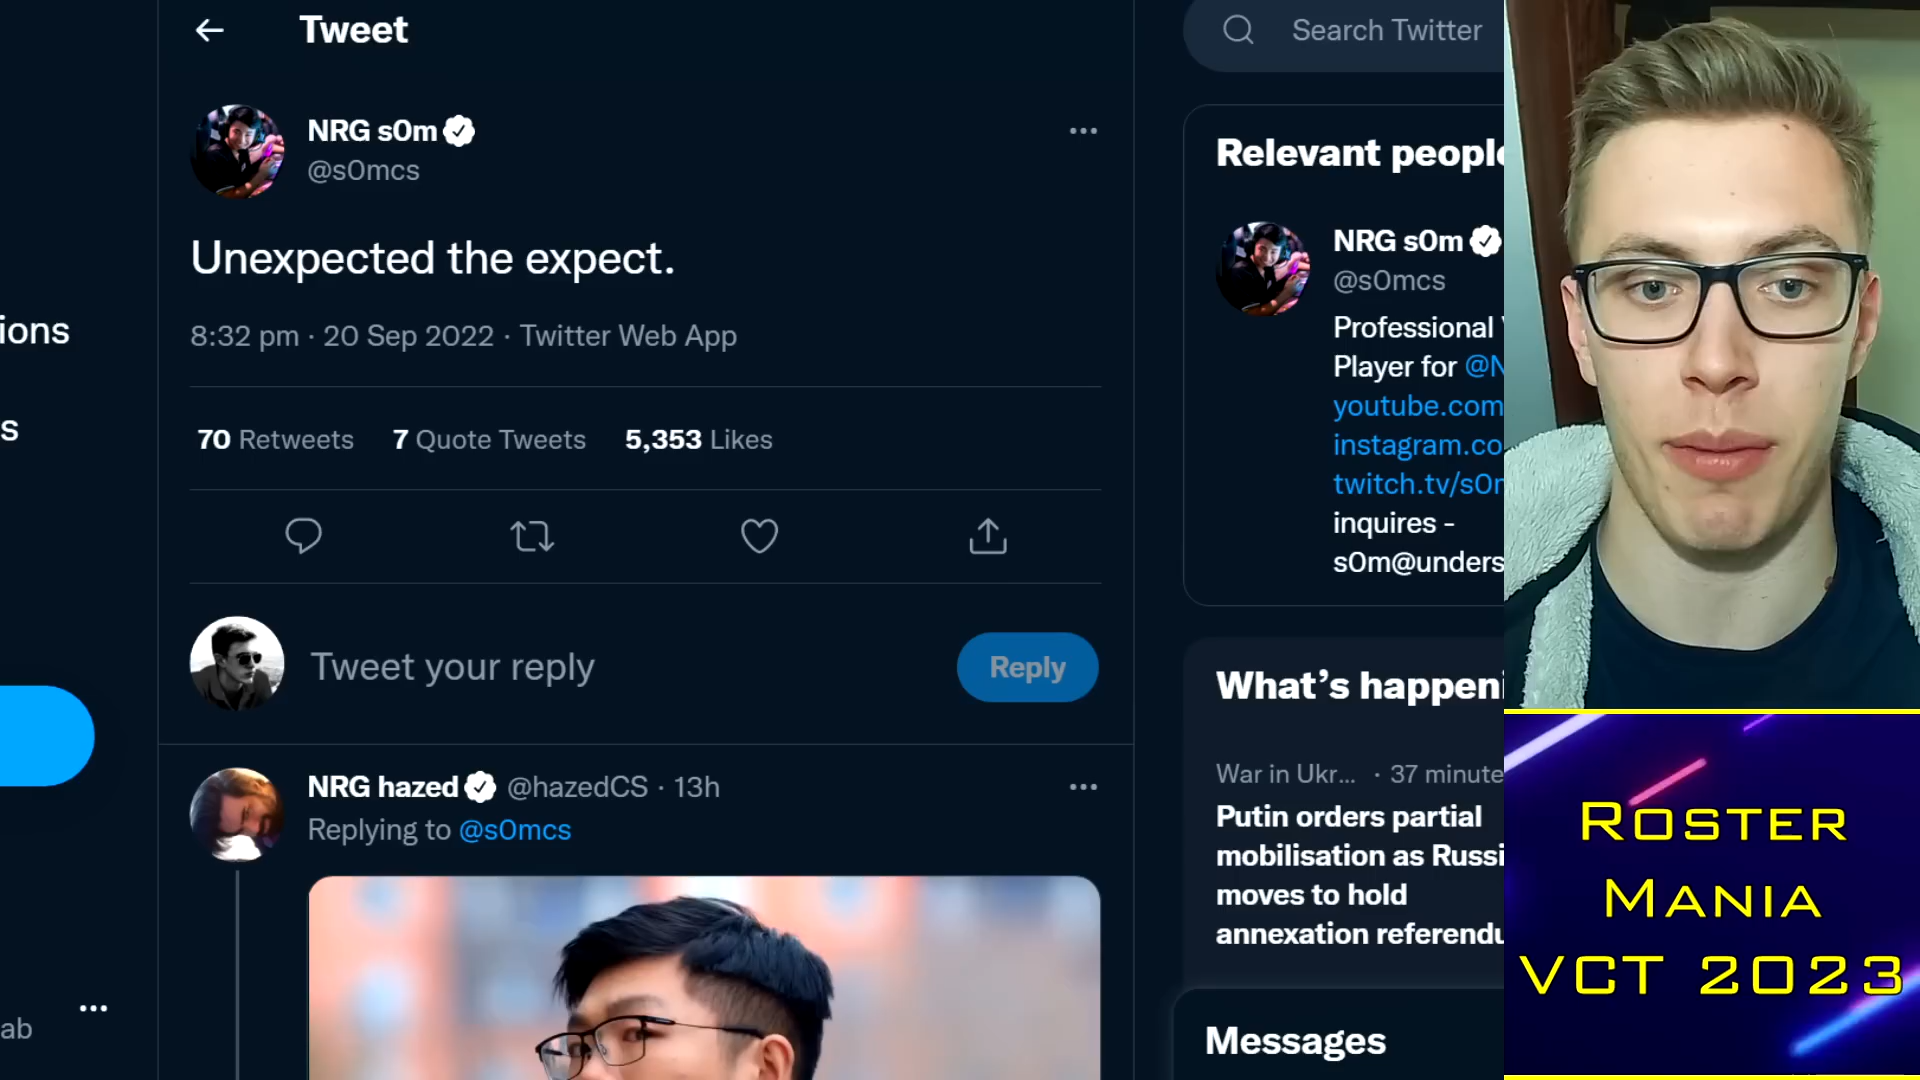 Tweet
Search Twitter
NRG s0m
@s0mcs
Unexpected the expect.
8:32 pm · 20 Sep 2022 · Twitter Web App
70 Retweets 7 Quote Tweets 5,353 Likes
Tweet your reply
Reply
NRG hazed @hazedCS · 13h
Replying to @s0mcs
ions
s
ab
Relevant people
NRG s0m
@s0mcs
Professional V
Player for @N
youtube.com
instagram.co
twitch.tv/s0m
inquires -
s0m@unders
What's happeni
War in Ukr... · 37 minute
Putin orders partial
mobilisation as Russi
moves to hold
annexation referendu
Messages
ROSTER
MANIA
VCT 2023